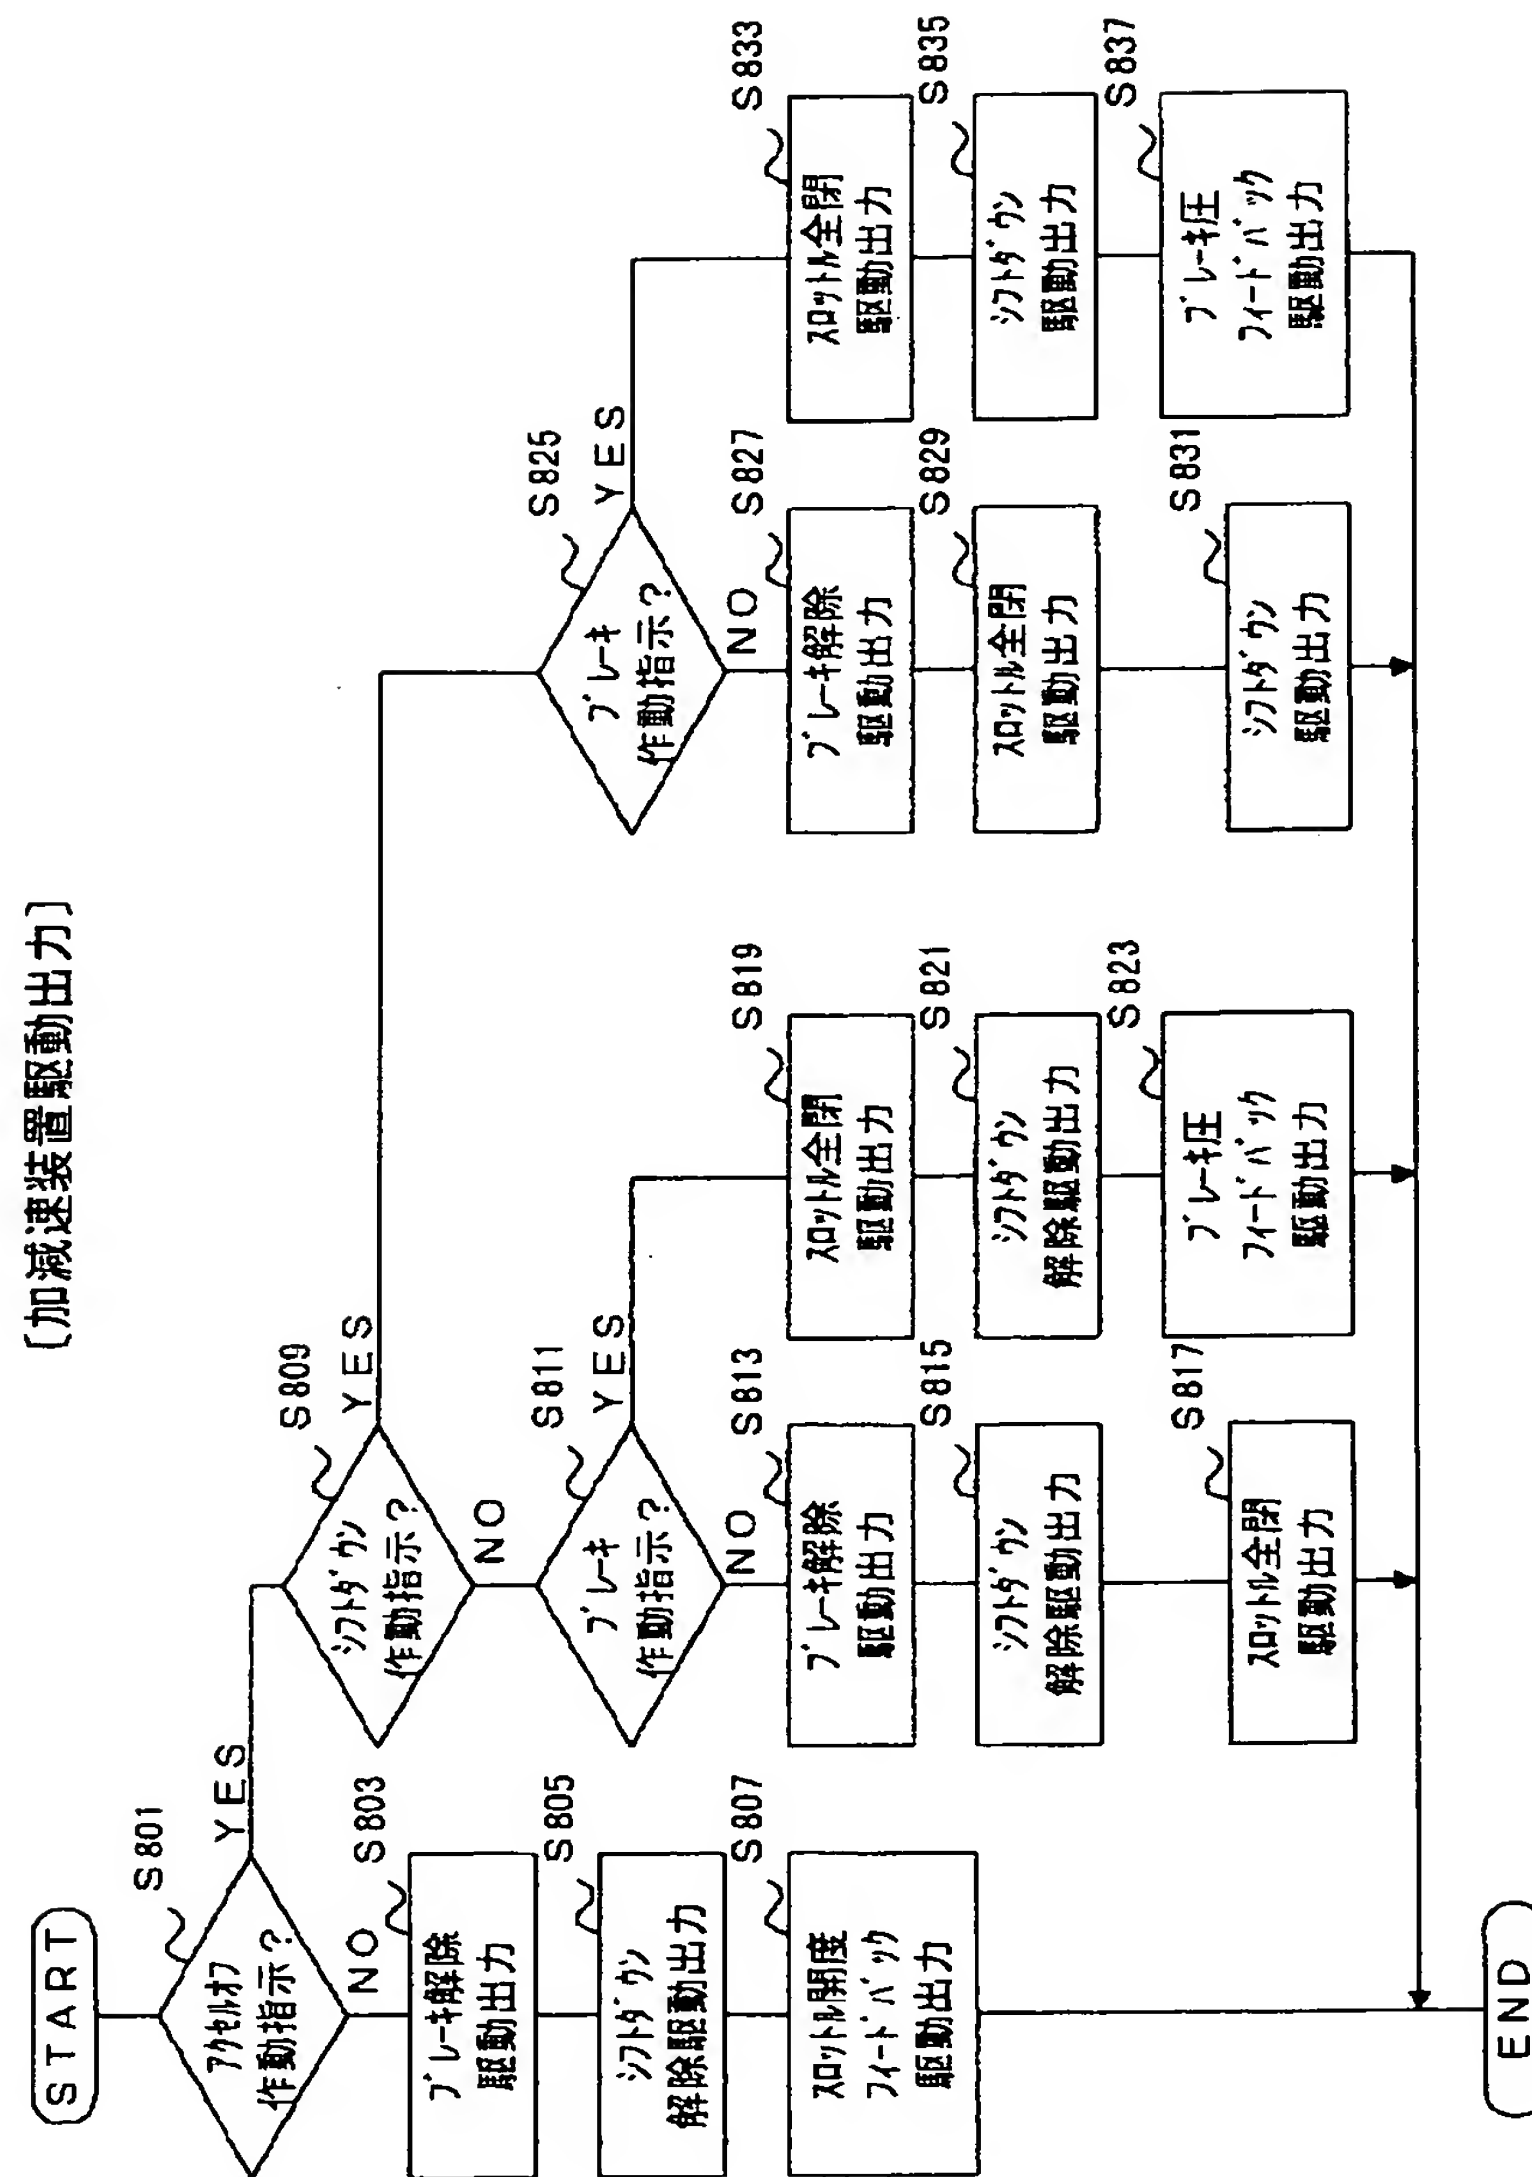 〔加減速装置駆動出力〕
START
S801
アクセルオフ
作動指示?
YES
NO
S803
ブレーキ解除
駆動出力
S805
シフトダウン
解除駆動出力
S807
スロットル開度
フィードバック
駆動出力
S809
シフトダウン
作動指示?
YES
NO
S811
ブレーキ
作動指示?
YES
NO
S813
ブレーキ解除
駆動出力
S815
シフトダウン
解除駆動出力
S817
スロットル全閉
駆動出力
S819
スロットル全閉
駆動出力
S821
シフトダウン
解除駆動出力
S823
ブレーキ圧
フィードバック
駆動出力
S825
ブレーキ
作動指示?
YES
NO
S827
ブレーキ解除
駆動出力
S829
スロットル全閉
駆動出力
S831
シフトダウン
駆動出力
S833
スロットル全閉
駆動出力
S835
シフトダウン
駆動出力
S837
ブレーキ圧
フィードバック
駆動出力
END